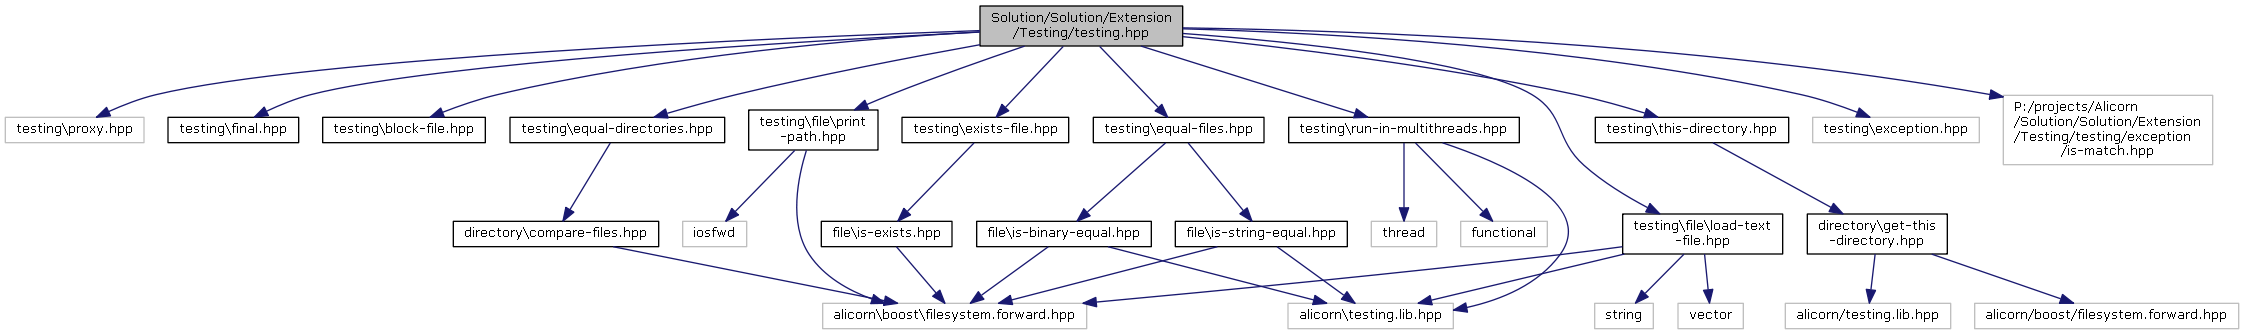 Solution/Solution/Extension
/Testing/testing.hpp
testing\proxy.hpp
testing\final.hpp
testing\block-file.hpp
testing\equal-directories.hpp
testing\file\print
-path.hpp
testing\exists-file.hpp
testing\equal-files.hpp
testing\run-in-multithreads.hpp
testing\this-directory.hpp
testing\exception.hpp
P:/projects/Alicorn
/Solution/Solution/Extension
/Testing/testing/exception
/is-match.hpp
directory\compare-files.hpp
iosfwd
file\is-exists.hpp
file\is-binary-equal.hpp
file\is-string-equal.hpp
thread
functional
testing\file\load-text
-file.hpp
directory\get-this
-directory.hpp
alicorn\boost\filesystem.forward.hpp
alicorn\testing.lib.hpp
string
vector
alicorn/testing.lib.hpp
alicorn/boost/filesystem.forward.hpp